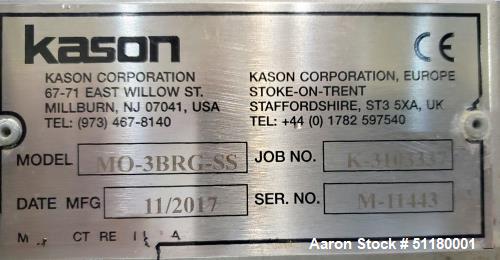 kason CE
KASON CORPORATION
67-71 EAST WILLOW ST.
MILLBURN, NJ 07041, USA
TEL: (973) 467-8140
KASON CORPORATION, EUROPE
STOKE-ON-TRENT
STAFFORDSHIRE, ST3 5XA, UK
TEL: +44 (0) 1782 597540
MODEL MO-3BRG-SS JOB NO. K-3103337
DATE MFG 11/2017 SER. NO. M-11443
Aaron Stock # 51180001